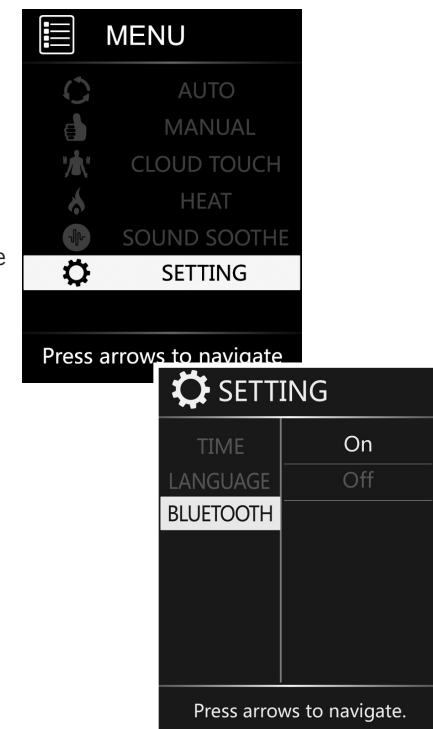 MENU
AUTO
MANUAL
CLOUD TOUCH
HEAT
SOUND SOOTHE
e
SETTING
Press arrows to navigate
SETTING
TIME
On
LANGUAGE
Off
BLUETOOTH
Press arrows to navigate.